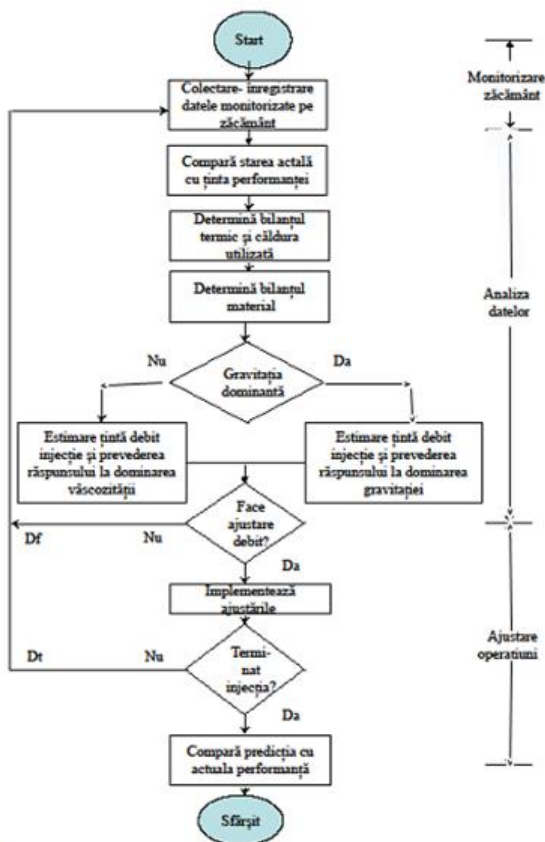 Start
Colectare- inregistrare
datele monitorizate pe
zăcământ
Monitorizare
zăcământ
Compară starea actală
cu ținta performanței
Determină bilanțul
termic și căldura
utilizată
Determină bilanțul
material
Analiza
datelor
Nu
Da
Gravitația
dominantă
Estimare țintă debit
injecție și prevederea
răspunsului la dominarea
vâscozității
Estimare țintă debit
injecție și prevederea
răspunsului la dominarea
gravitației
Face
ajustare
debit?
Df
Nu
Da
Implementează
ajustările
Ajustare
operatiuni
Dt
Nu
Termi-
nat
injecția?
Da
Compară predicția cu
actuala performanță
Sfârșit